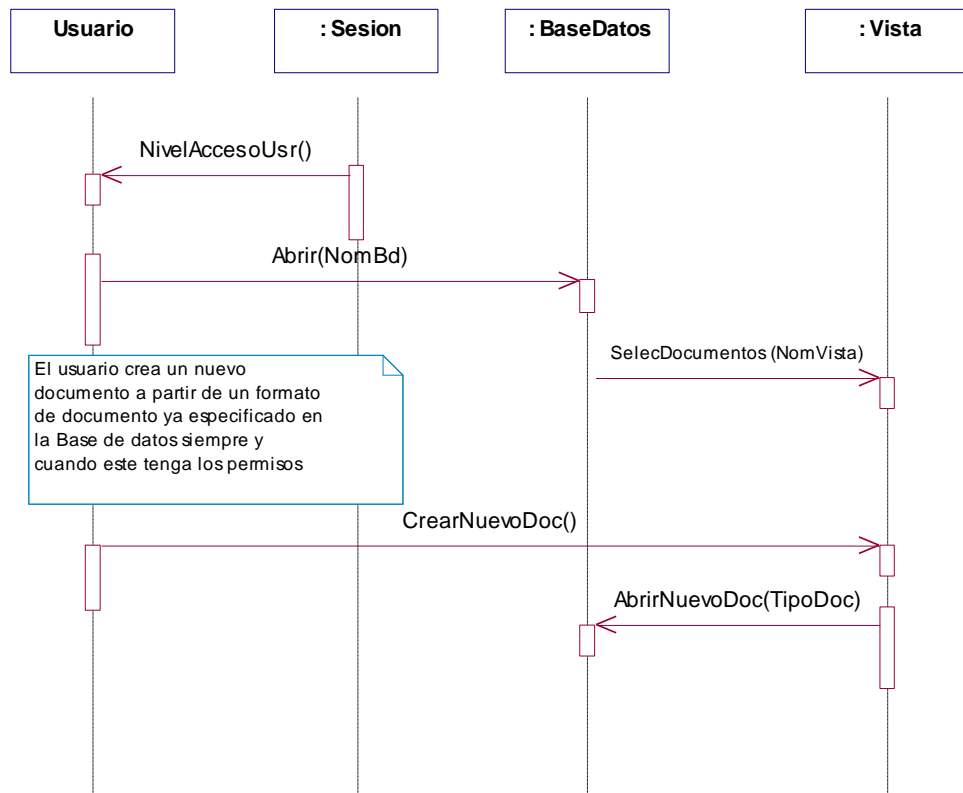 Usuario
: Sesion
: BaseDatos
: Vista
NivelAccesoUsr()
Abrir(NomBd)
SelecDocumentos (NomVista)
El usuario crea un nuevo
documento a partir de un formato
de documento ya especificado en
la Base de datos siempre y
cuando este tenga los permisos
CrearNuevoDoc()
AbrirNuevoDoc(TipoDoc)